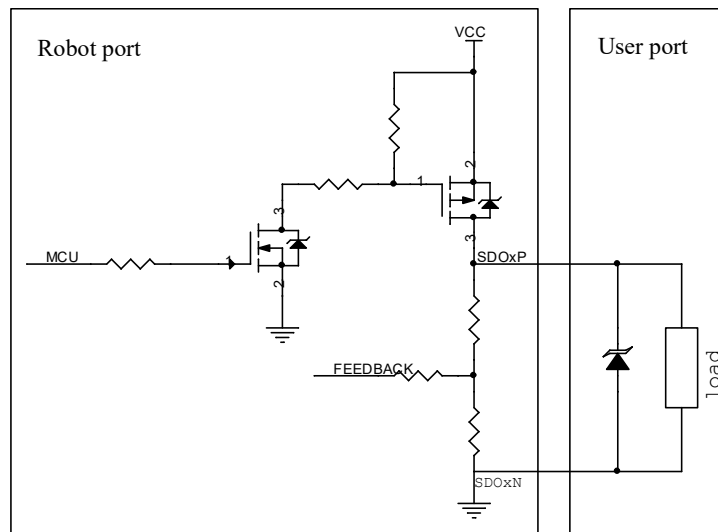 Robot port
User port
VCC
2
1
3
3
MCU
1
2
SDOxP
FEEDBACK
load
SDOxN